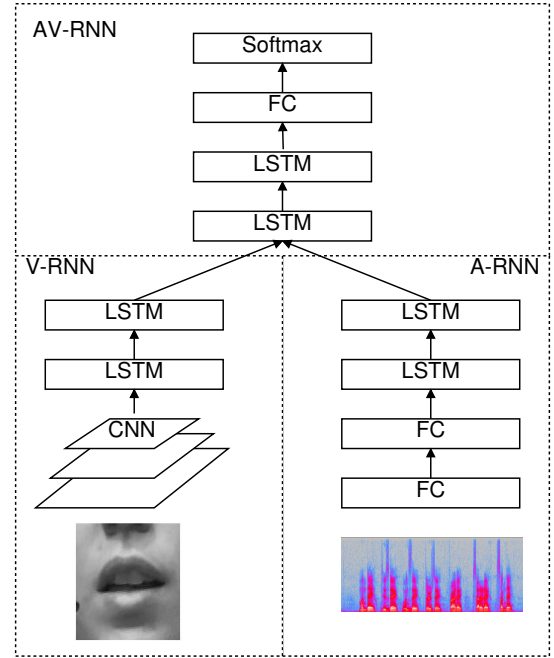 AV-RNN
Softmax
FC
LSTM
LSTM
V-RNN
LSTM
LSTM
CNN
A-RNN
LSTM
LSTM
FC
FC